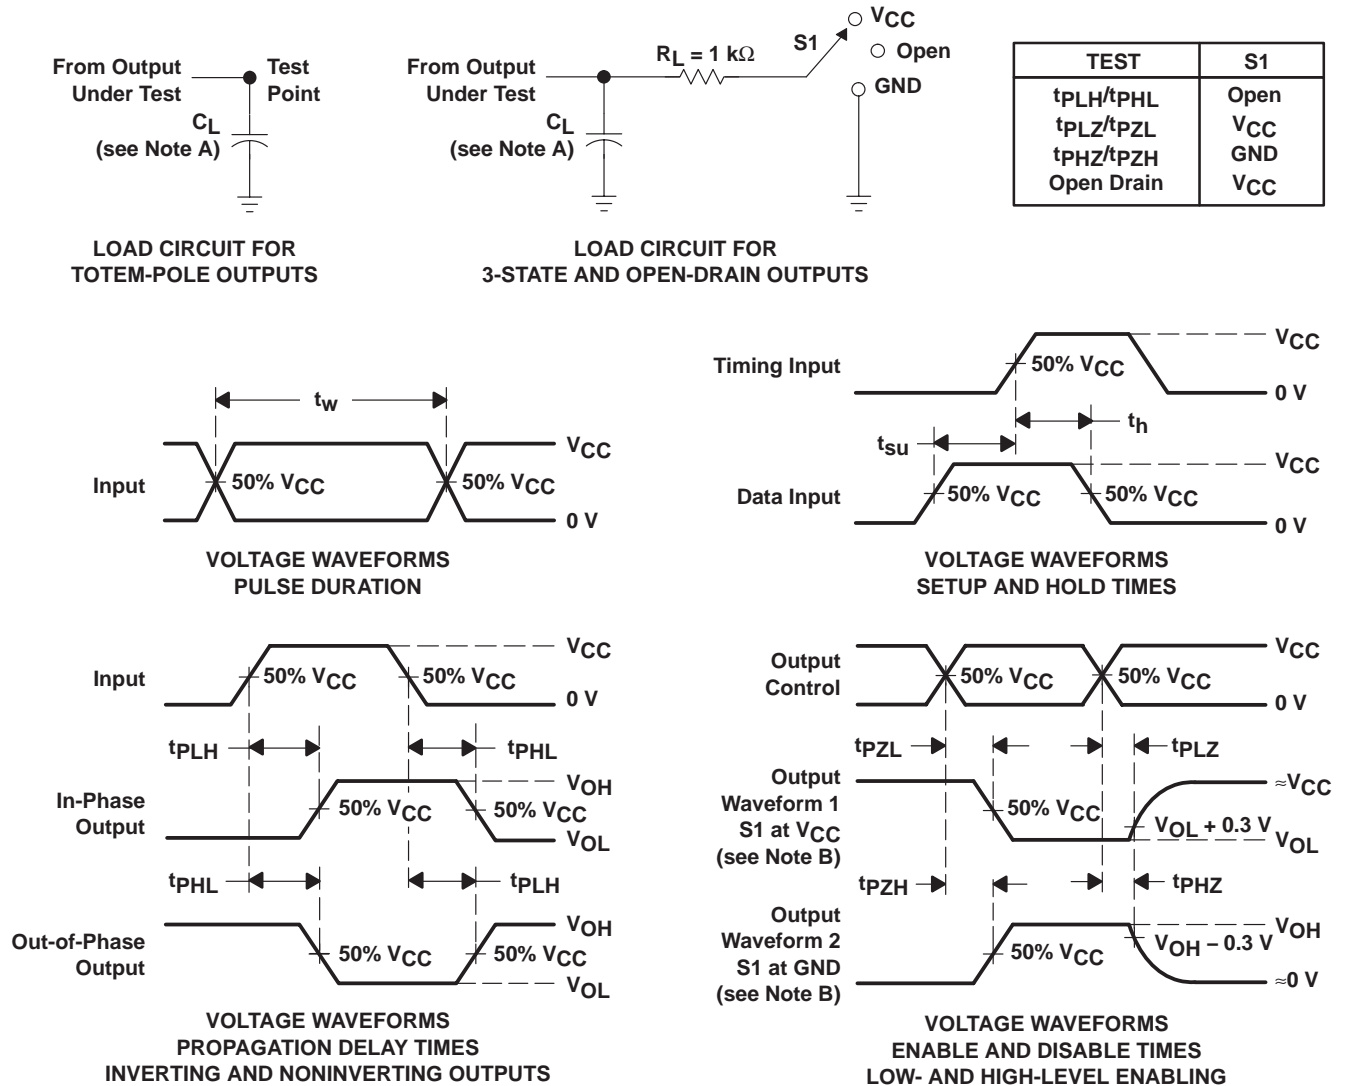 From Output
Under Test
Test
Point
CL
(see Note A)
LOAD CIRCUIT FOR
TOTEM-POLE OUTPUTS
From Output
Under Test
RL = 1 kΩ
S1
VCC
Open
GND
CL
(see Note A)
LOAD CIRCUIT FOR
3-STATE AND OPEN-DRAIN OUTPUTS
TEST S1
tPLH/tPHL Open
tPLZ/tPZL VCC
tPHZ/tPZH GND
Open Drain VCC
tw
Input
50% VCC
50% VCC
VCC
0 V
VOLTAGE WAVEFORMS
PULSE DURATION
Timing Input
50% VCC
VCC
0 V
tsu
th
Data Input
50% VCC
50% VCC
VCC
0 V
VOLTAGE WAVEFORMS
SETUP AND HOLD TIMES
Input
50% VCC
50% VCC
VCC
0 V
tPLH
tPHL
In-Phase
Output
50% VCC
50% VCC
VOH
VOL
tPHL
tPLH
Out-of-Phase
Output
50% VCC
50% VCC
VOH
VOL
VOLTAGE WAVEFORMS
PROPAGATION DELAY TIMES
INVERTING AND NONINVERTING OUTPUTS
Output
Control
50% VCC
50% VCC
VCC
0 V
tPZL
tPLZ
Output
Waveform 1
S1 at VCC
(see Note B)
50% VCC
≈VCC
VOL + 0.3 V
VOL
tPZH
tPHZ
Output
Waveform 2
S1 at GND
(see Note B)
50% VCC
VOH
VOH – 0.3 V
≈0 V
VOLTAGE WAVEFORMS
ENABLE AND DISABLE TIMES
LOW- AND HIGH-LEVEL ENABLING